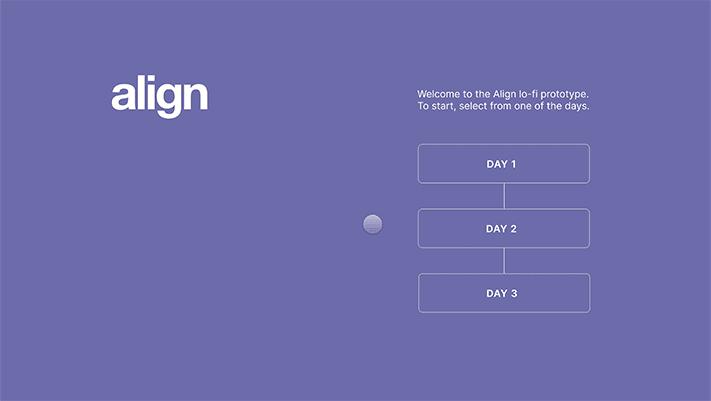 align
Welcome to the Align lo-fi prototype.
To start, select from one of the days.
DAY 1
DAY 2
DAY 3